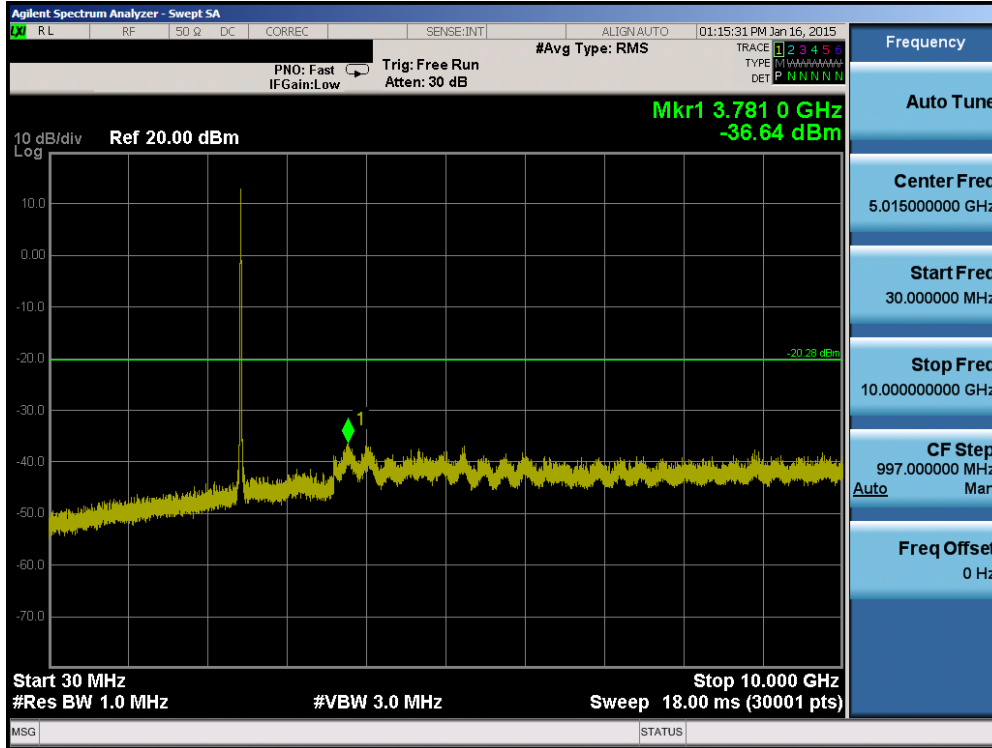 Agilent Spectrum Analyzer - Swept SA
LXI RL RF 50 Ω DC CORREC SENSE:INT ALIGN AUTO 01:15:31 PM Jan 16, 2015
#Avg Type: RMS TRACE 1 2 3 4 5 6
PNO: Fast Trig: Free Run TYPE M WWWWW
IFGain:Low Atten: 30 dB DET P N N N N N
Mkr1 3.781 0 GHz
-36.64 dBm
10 dB/div Ref 20.00 dBm
Log
10.0
0.00
-10.0
-20.0
-20.28 dBm
-30.0
1
-40.0
-50.0
-60.0
-70.0
Start 30 MHz Stop 10.000 GHz
#Res BW 1.0 MHz #VBW 3.0 MHz Sweep 18.00 ms (30001 pts)
MSG STATUS
Frequency
Auto Tune
Center Freq
5.015000000 GHz
Start Freq
30.000000 MHz
Stop Freq
10.000000000 GHz
CF Step
997.000000 MHz
Auto Man
Freq Offset
0 Hz